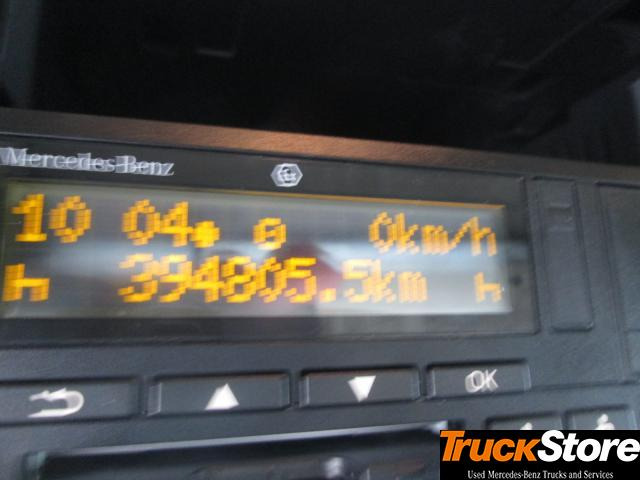 Mercedes-Benz
10 04 0km/h
h 394805.5km h
OK
TruckStore
Used Mercedes-Benz Trucks and Services